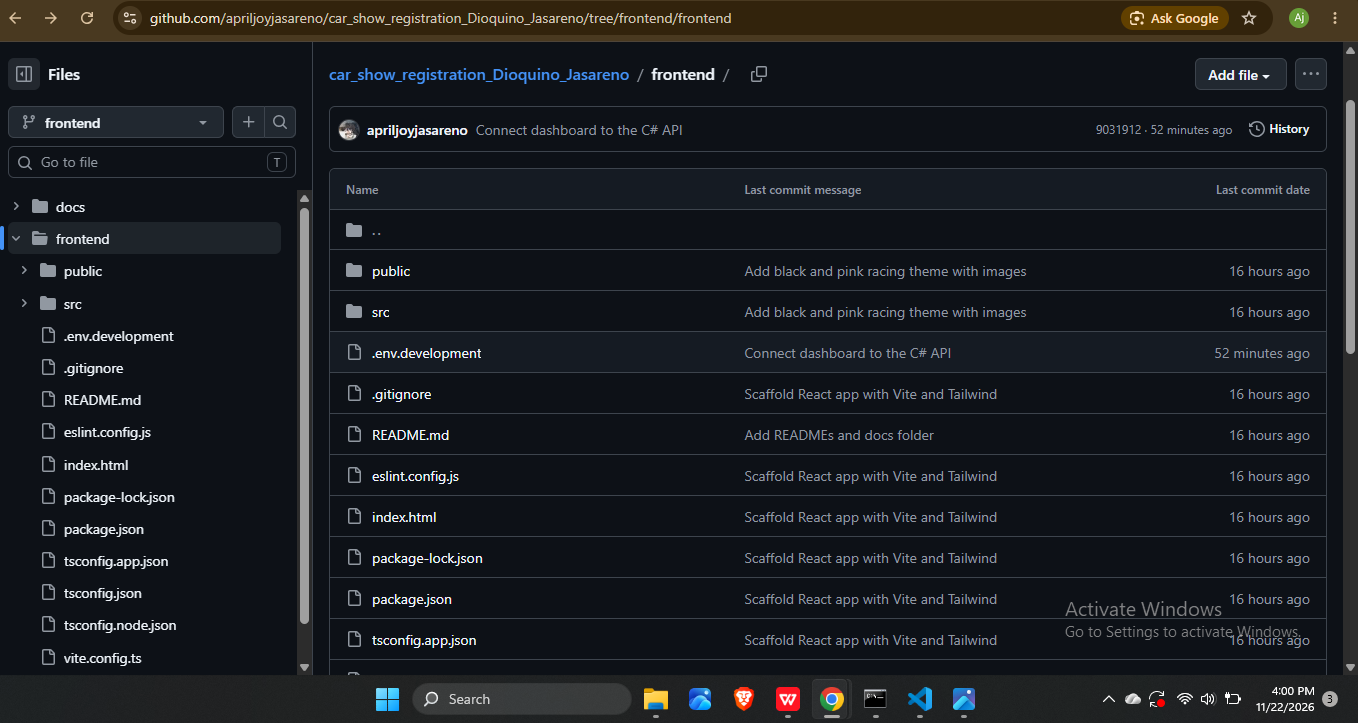 github.com/apriljoyjasareno/car_show_registration_Dioquino_Jasareno/tree/frontend/frontend
Ask Google
Aj
Files
car_show_registration_Dioquino_Jasareno / frontend /
Add file
frontend
apriljoyjasareno Connect dashboard to the C# API 9031912 · 52 minutes ago History
Go to file T
docs
frontend
public
src
.env.development
.gitignore
README.md
eslint.config.js
index.html
package-lock.json
package.json
tsconfig.app.json
tsconfig.json
tsconfig.node.json
vite.config.ts
Name Last commit message Last commit date
..
public Add black and pink racing theme with images 16 hours ago
src Add black and pink racing theme with images 16 hours ago
.env.development Connect dashboard to the C# API 52 minutes ago
.gitignore Scaffold React app with Vite and Tailwind 16 hours ago
README.md Add READMEs and docs folder 16 hours ago
eslint.config.js Scaffold React app with Vite and Tailwind 16 hours ago
index.html Scaffold React app with Vite and Tailwind 16 hours ago
package-lock.json Scaffold React app with Vite and Tailwind 16 hours ago
package.json Scaffold React app with Vite and Tailwind 16 hours ago
tsconfig.app.json Scaffold React app with Vite and Tailwind 16 hours ago
Activate Windows
Go to Settings to activate Windows.
Search
4:00 PM
11/22/2026
3